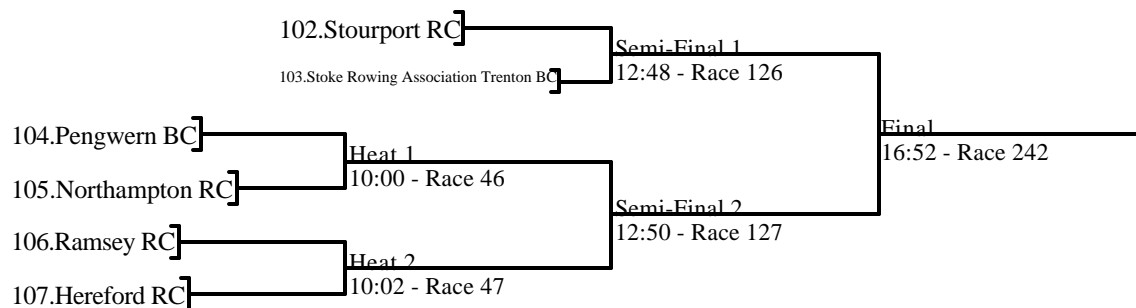 102.Stourport RC
Semi-Final 1
12:48 - Race 126
103.Stoke Rowing Association Trenton BC
104.Pengwern BC
Final
16:52 - Race 242
Heat 1
10:00 - Race 46
105.Northampton RC
Semi-Final 2
12:50 - Race 127
106.Ramsey RC
Heat 2
10:02 - Race 47
107.Hereford RC